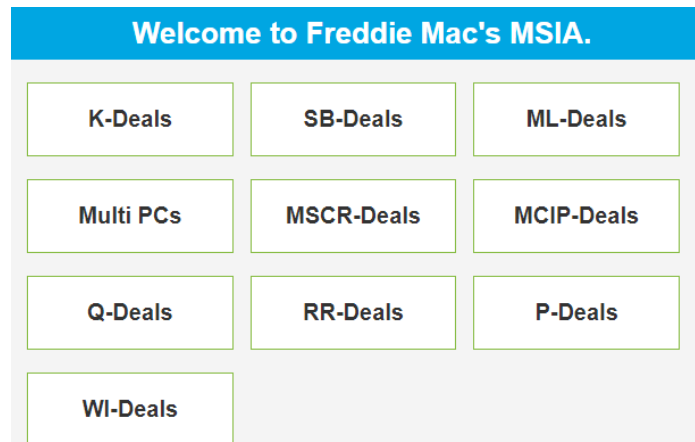 Welcome to Freddie Mac's MSIA.
K-Deals
SB-Deals
ML-Deals
Multi PCs
MSCR-Deals
MCIP-Deals
Q-Deals
RR-Deals
P-Deals
WI-Deals